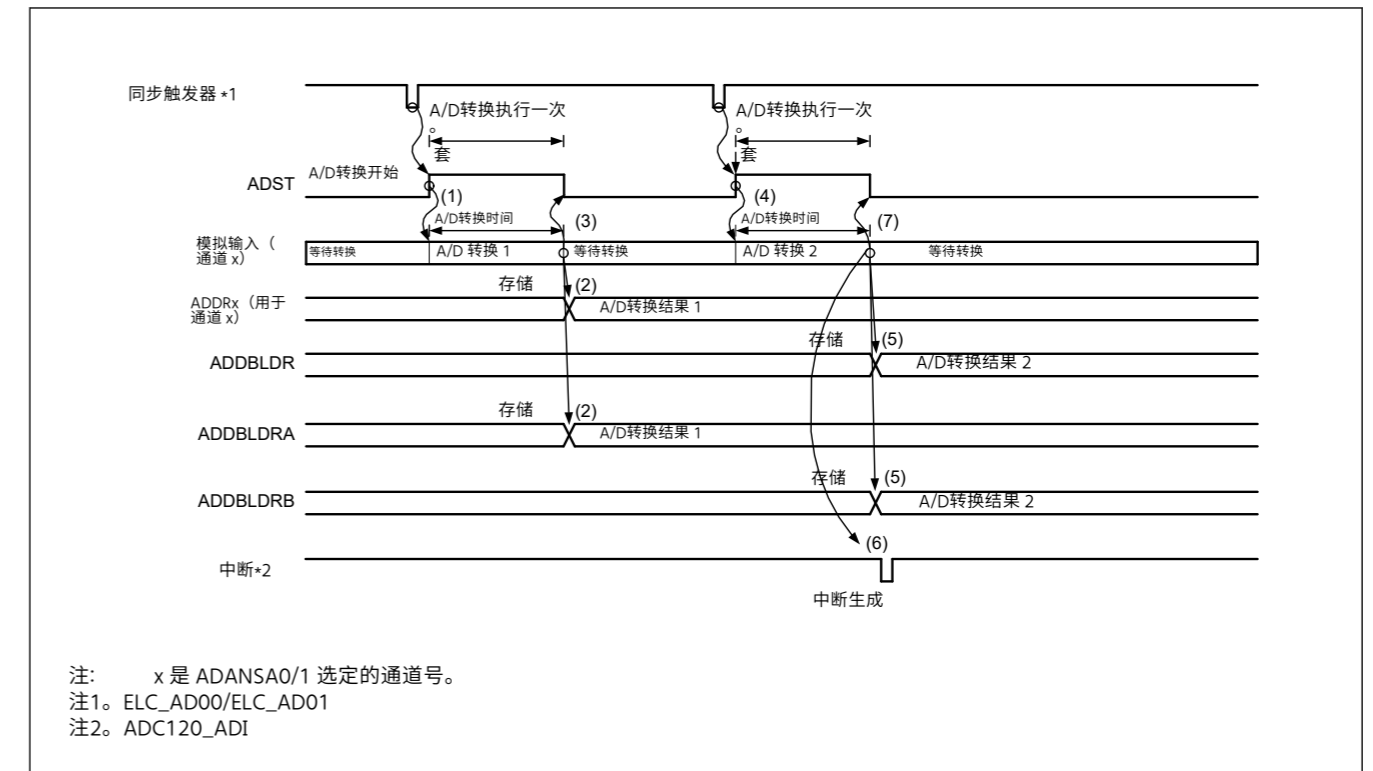 同步触发器 *1
A/D转换执行一次
。
套
A/D转换执行一次
。
套
ADST
A/D转换开始
(1)
(4)
A/D转换时间
(3)
A/D转换时间
(7)
模拟输入（
通道 x）
等待转换
A/D 转换 1
等待转换
A/D 转换 2
等待转换
存储
(2)
ADDRx（用于
通道 x）
A/D转换结果 1
存储
(5)
ADDBLDR
A/D转换结果 2
存储
(2)
ADDBLDRA
A/D转换结果 1
存储
(5)
ADDBLDRB
A/D转换结果 2
(6)
中断*2
中断生成
注: x 是 ADANSA0/1 选定的通道号。
注1。ELC_AD00/ELC_AD01
注2。ADC120_ADI